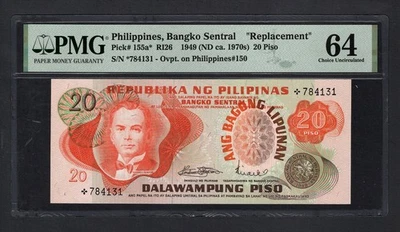 PMG
PAPER MONEY GUARANTY
Philippines, Bangko Sentral "Replacement"
Pick# 155a* RI26 1949 (ND ca. 1970s) 20 Piso
S/N *784131 - Ovpt. on Philippines#150
64
Choice Uncirculated
REPUBLIKA NG PILIPINAS
BANGKO SENTRAL
784131
20
20
PISO
ANG BAGONG LIPUNAN
20
784131
DALAWAMPUNG PISO